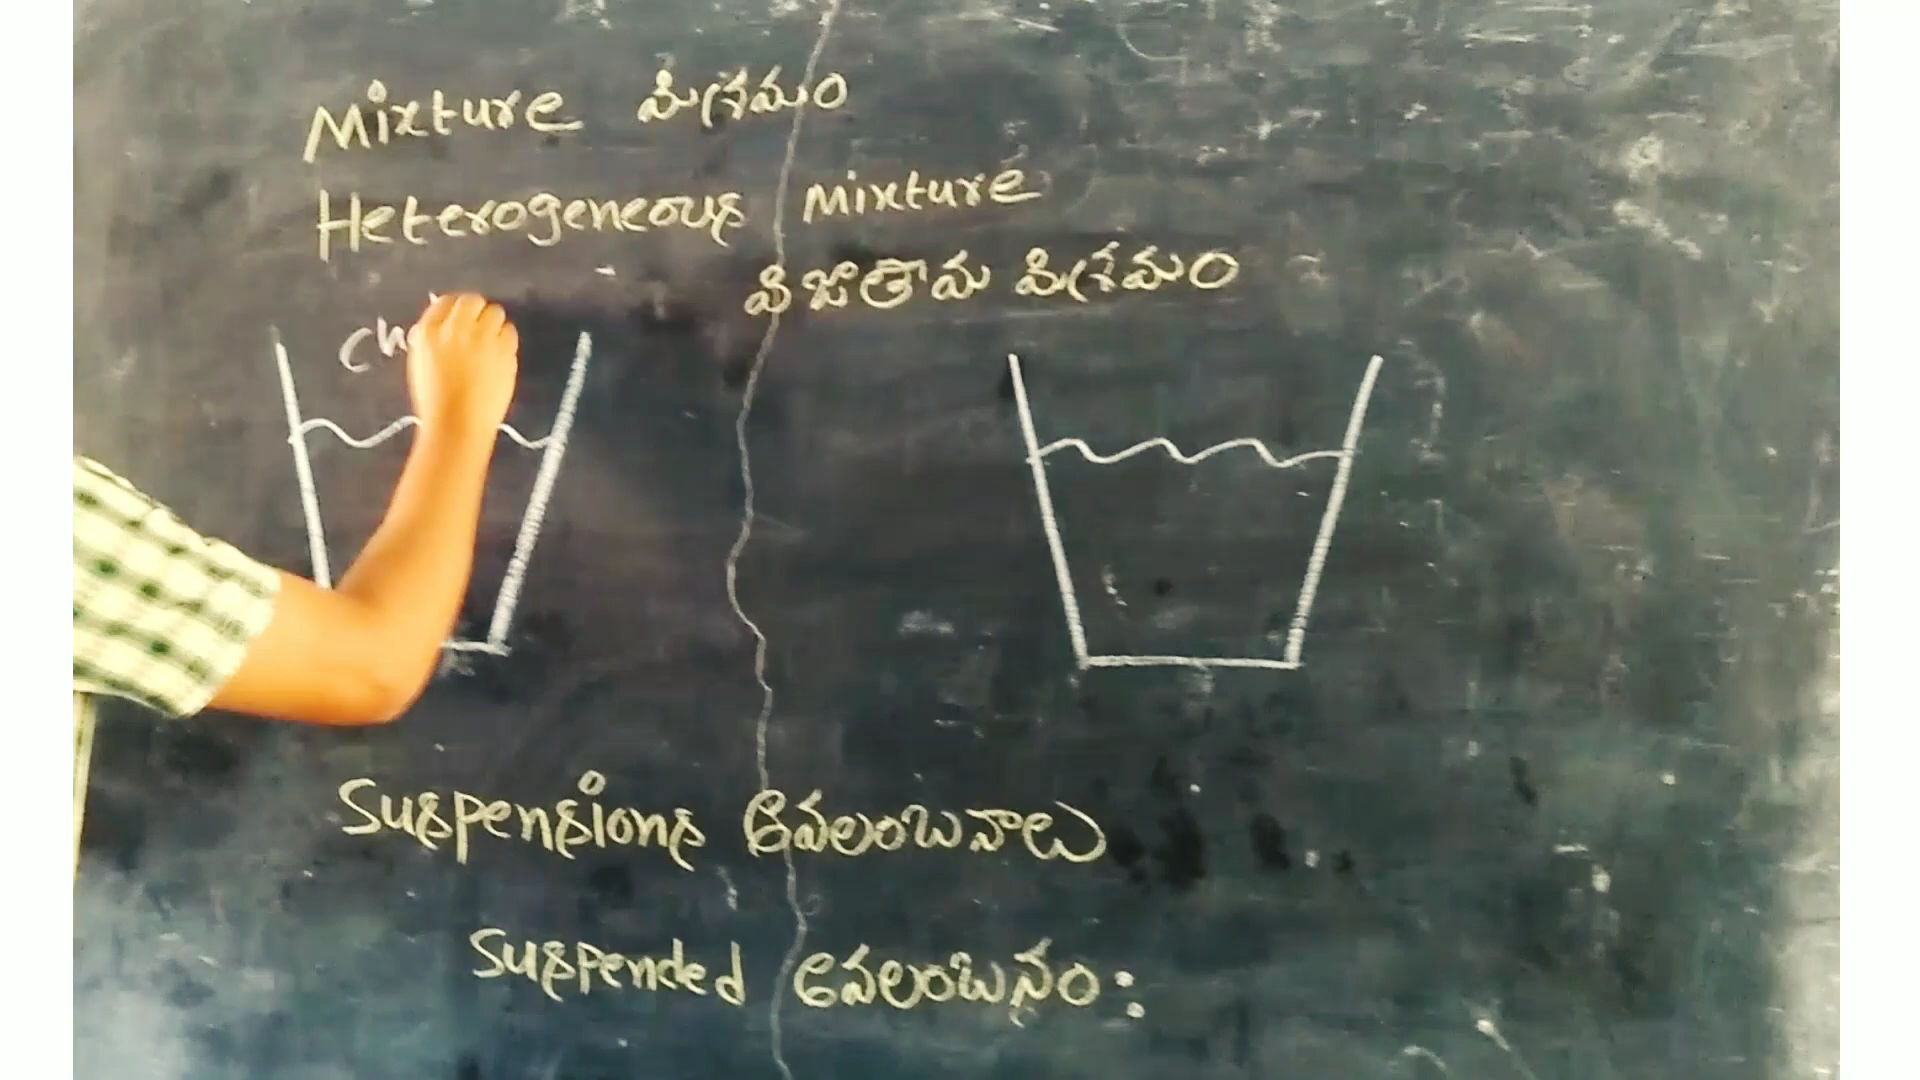 Mixture మిశ్రమం
Heterogeneous mixture
విజాతీయ మిశ్రమం
Suspensions అవలంబనాలు
Suspended అవలంబనం: